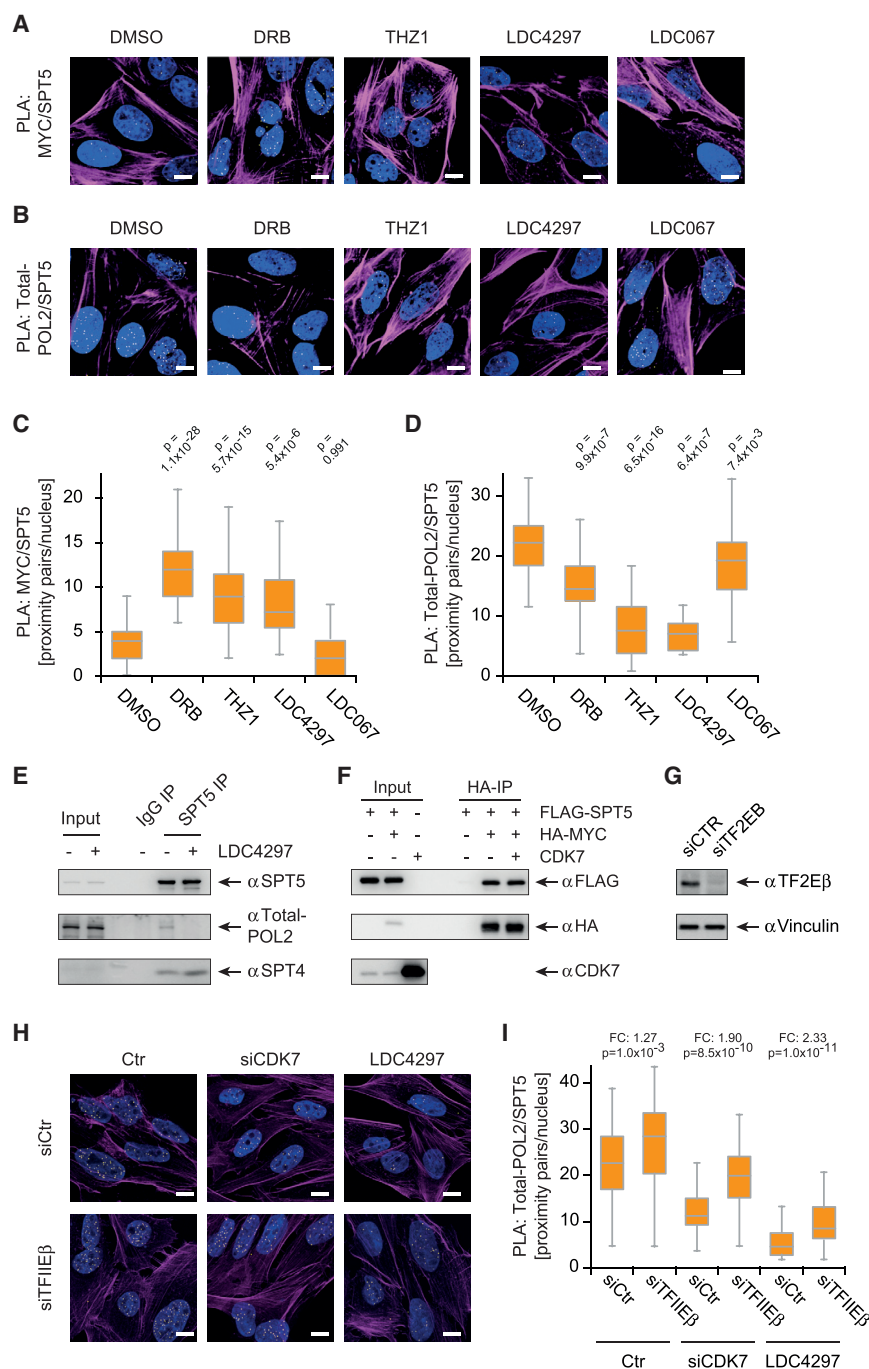 A
DMSO DRB THZ1 LDC4297 LDC067
PLA:
MYC/SPT5
B
DMSO DRB THZ1 LDC4297 LDC067
PLA: Total-
POL2/SPT5
C
p =
1.1x10-28
p =
5.7x10-15
p =
5.4x10-6
p =
0.991
PLA: MYC/SPT5
[proximity pairs/nucleus]
20
15
10
5
0
DMSO DRB THZ1 LDC4297 LDC067
D
p =
9.9x10-7
p =
6.5x10-16
p =
6.4x10-7
p =
7.4x10-3
PLA: Total-POL2/SPT5
[proximity pairs/nucleus]
30
20
10
0
DMSO DRB THZ1 LDC4297 LDC067
E
Input IgG IP SPT5 IP
- + - - + LDC4297
αSPT5
αTotal-
POL2
αSPT4
F
Input HA-IP
+ + - + + + FLAG-SPT5
- + - - + + HA-MYC
- - + - - + CDK7
αFLAG
αHA
αCDK7
G
siCTR siTF2EB
αTF2Eβ
αVinculin
H
Ctr siCDK7 LDC4297
siCtr
siTFIIEβ
I
FC: 1.27 FC: 1.90 FC: 2.33
p=1.0x10-3 p=8.5x10-10 p=1.0x10-11
PLA: Total-POL2/SPT5
[proximity pairs/nucleus]
40
30
20
10
0
siCtr siTFIIEβ siCtr siTFIIEβ siCtr siTFIIEβ
Ctr siCDK7 LDC4297